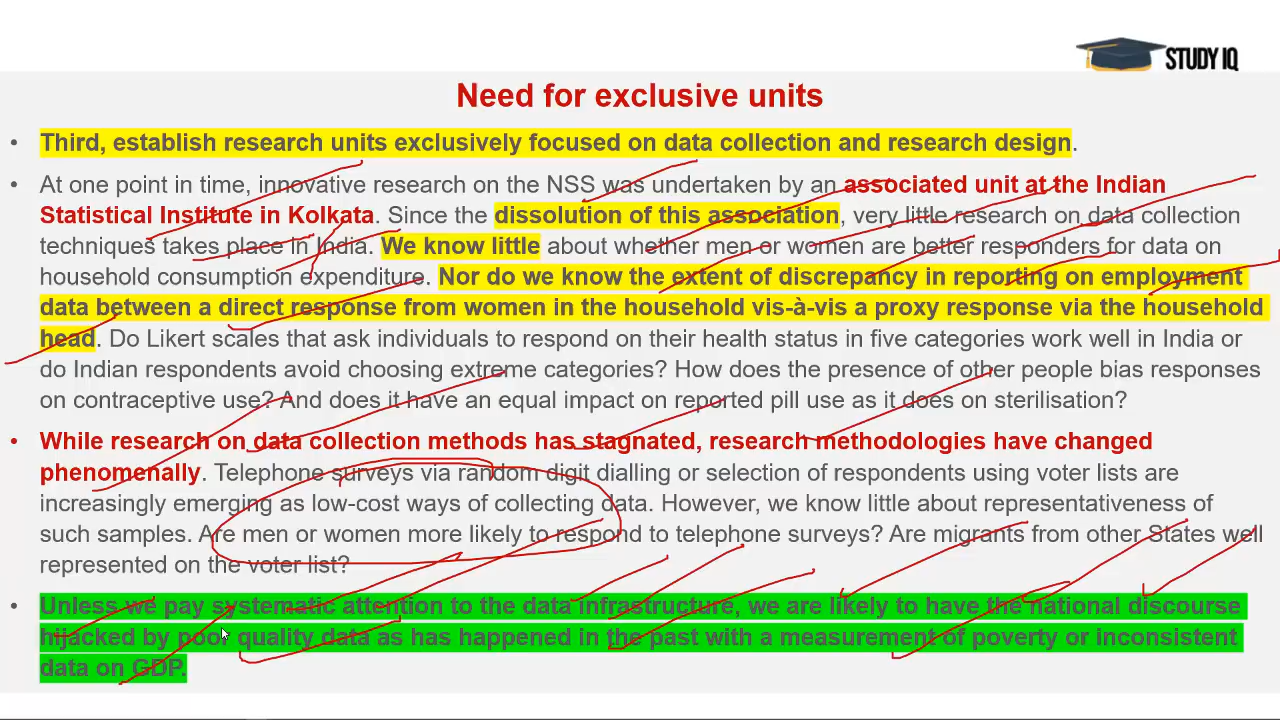 STUDY IQ
Need for exclusive units
• Third, establish research units exclusively focused on data collection and research design.
• At one point in time, innovative research on the NSS was undertaken by an associated unit at the Indian
Statistical Institute in Kolkata. Since the dissolution of this association, very little research on data collection
techniques takes place in India. We know little about whether men or women are better responders for data on
household consumption expenditure. Nor do we know the extent of discrepancy in reporting on employment
data between a direct response from women in the household vis-à-vis a proxy response via the household
head. Do Likert scales that ask individuals to respond on their health status in five categories work well in India or
do Indian respondents avoid choosing extreme categories? How does the presence of other people bias responses
on contraceptive use? And does it have an equal impact on reported pill use as it does on sterilisation?
• While research on data collection methods has stagnated, research methodologies have changed
phenomenally. Telephone surveys via random digit dialling or selection of respondents using voter lists are
increasingly emerging as low-cost ways of collecting data. However, we know little about representativeness of
such samples. Are men or women more likely to respond to telephone surveys? Are migrants from other States well
represented on the voter list?
• Unless we pay systematic attention to the data infrastructure, we are likely to have the national discourse
hijacked by poor quality data as has happened in the past with a measurement of poverty or inconsistent
data on GDP.